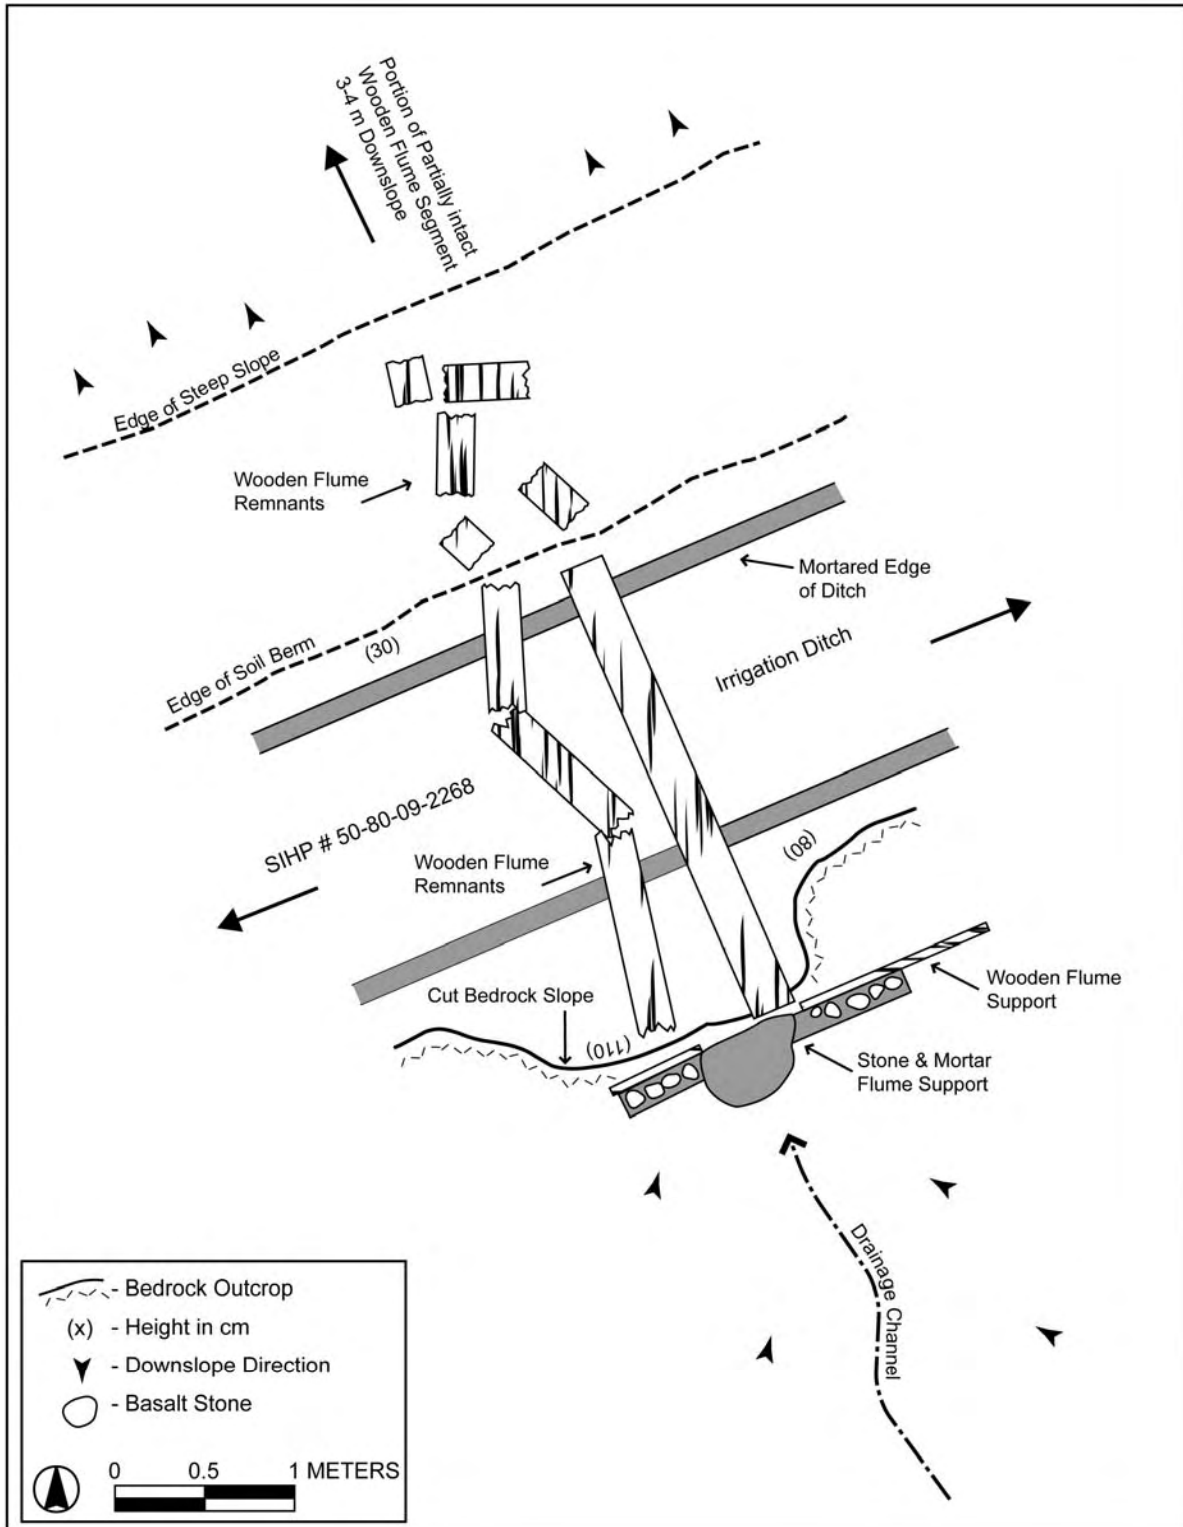 Portion of Partially intact
Wooden Flume Segment
3-4 m Downslope
Edge of Steep Slope
Wooden Flume
Remnants
Mortared Edge
of Ditch
Edge of Soil Berm
(30)
Irrigation Ditch
SIHP # 50-80-09-2268
(80)
Wooden Flume
Remnants
Cut Bedrock Slope
(110)
Wooden Flume
Support
Stone & Mortar
Flume Support
Drainage Channel
- Bedrock Outcrop
(x) - Height in cm
- Downslope Direction
- Basalt Stone
0 0.5 1 METERS